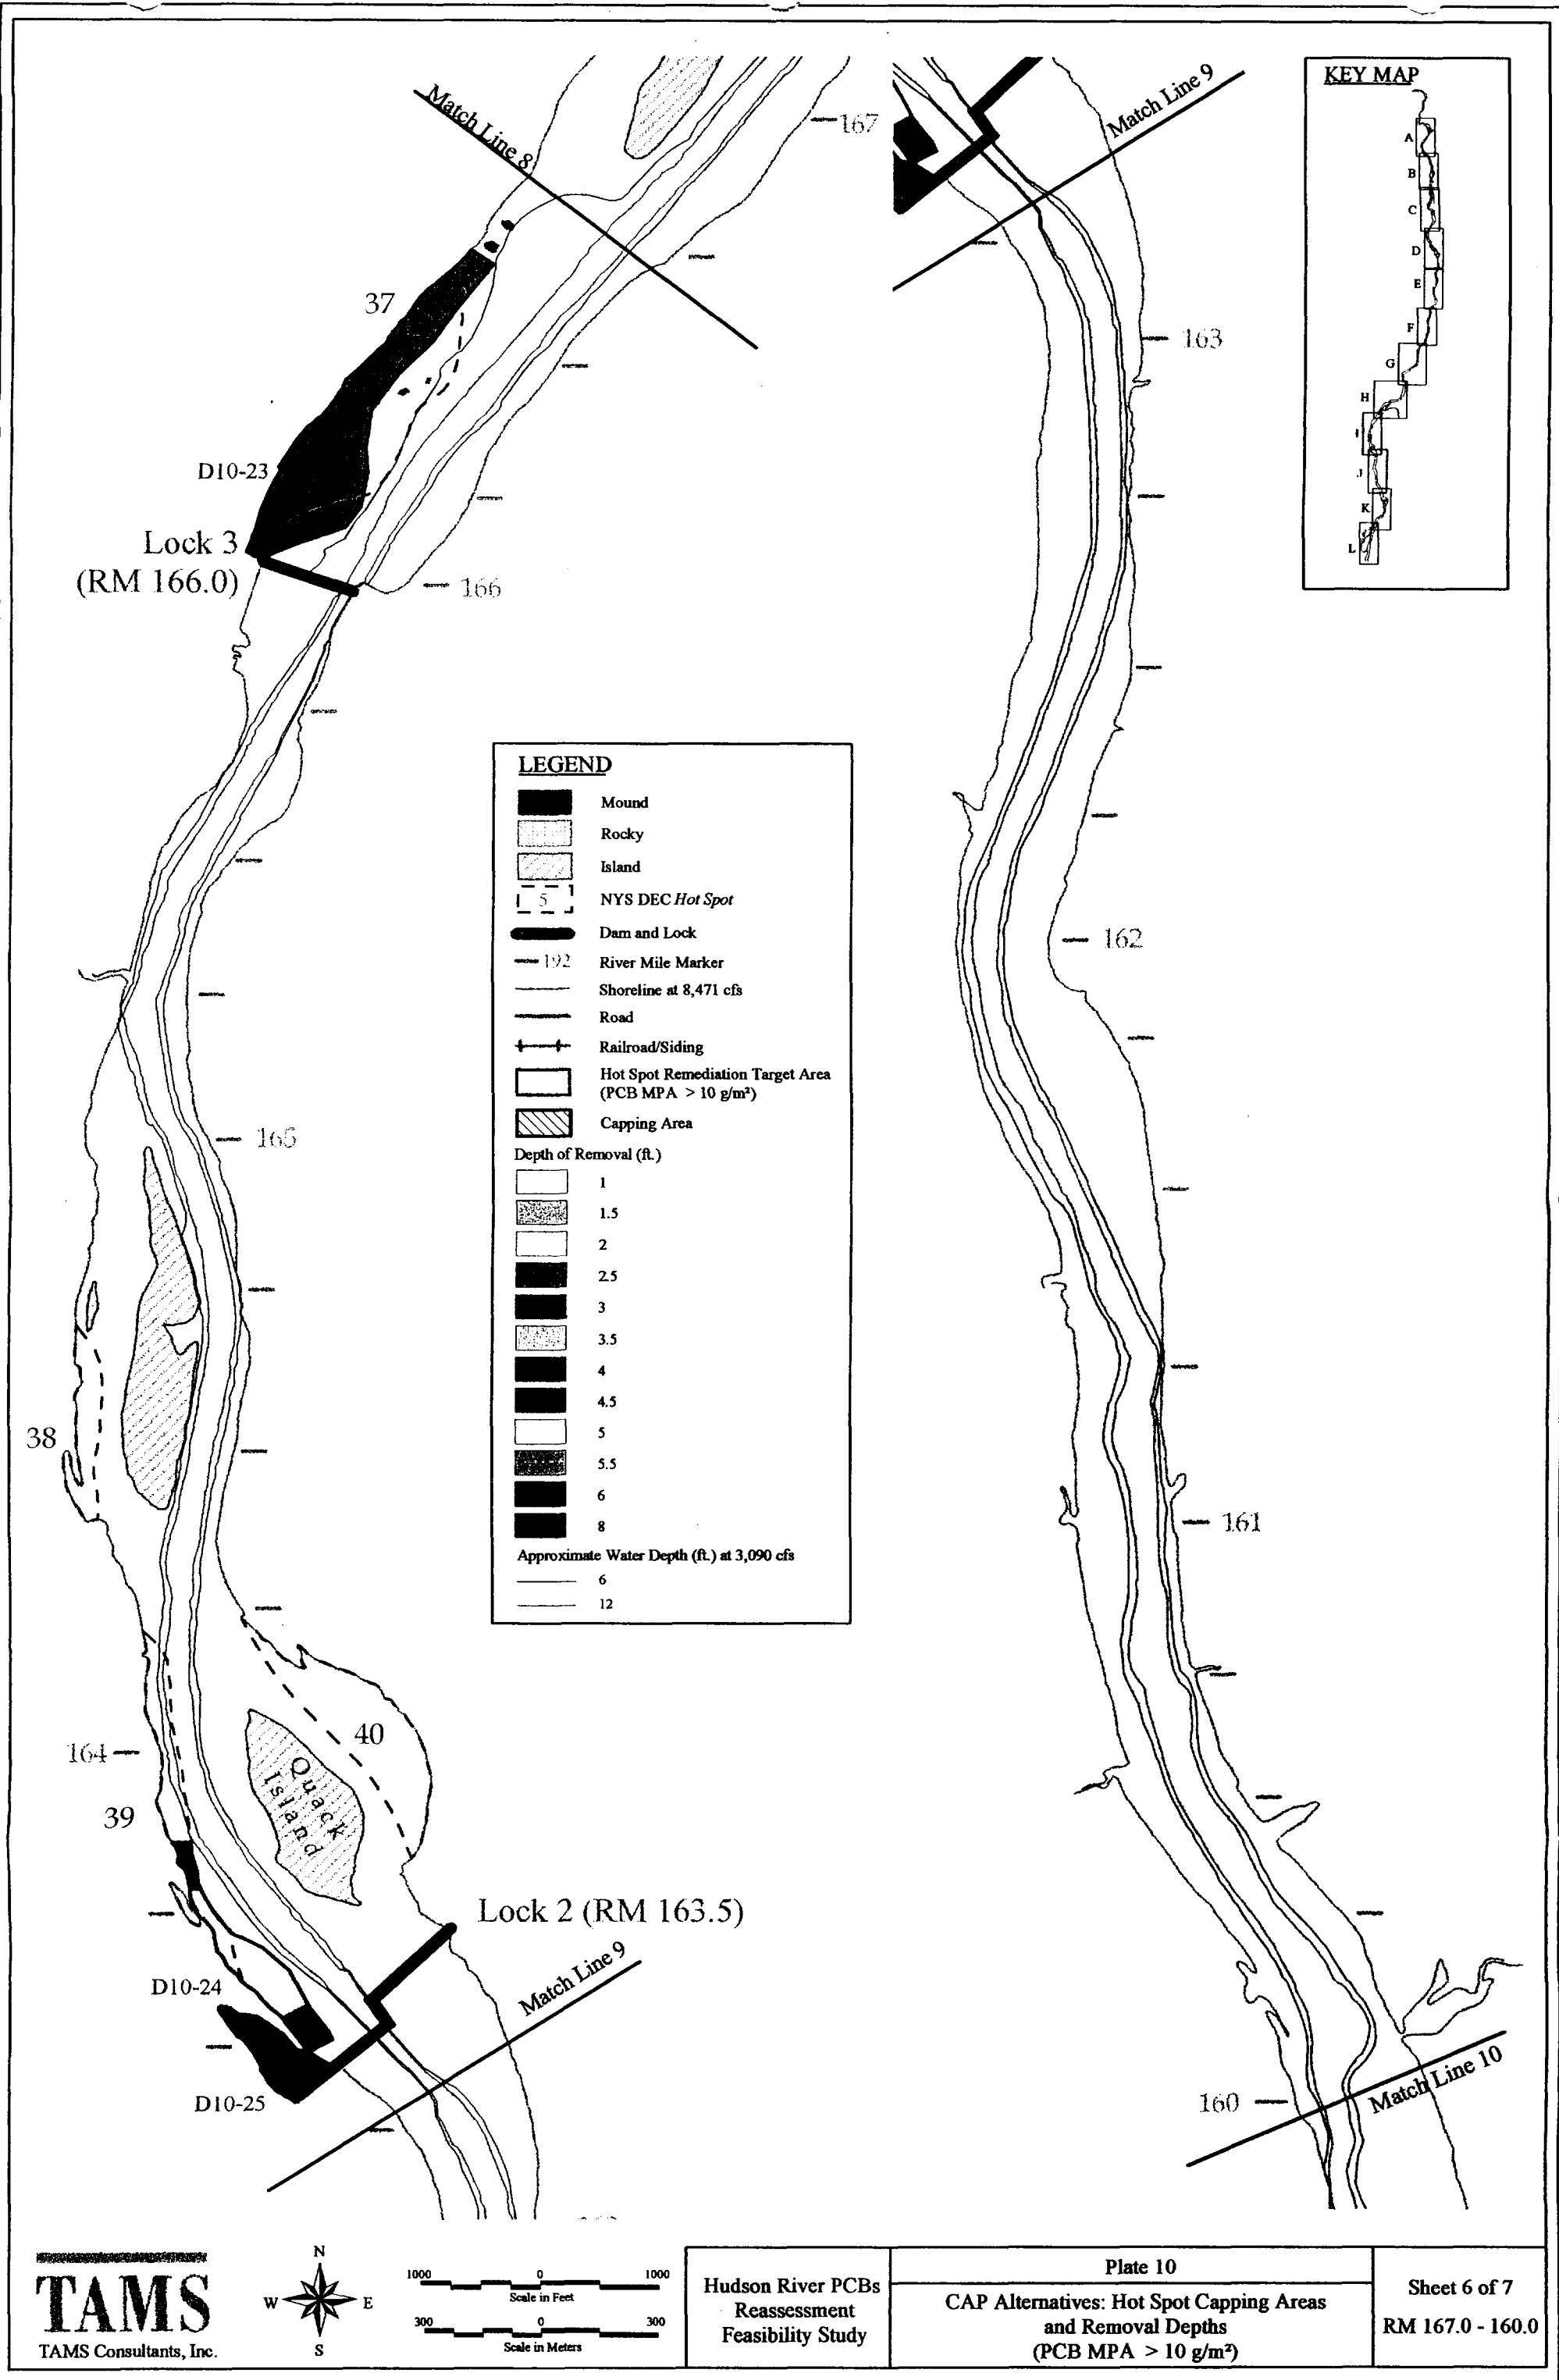 Match Line 8
167
37
D10-23
Lock 3
(RM 166.0)
166
165
38
40
Quack
Island
164
39
Lock 2 (RM 163.5)
D10-24
Match Line 9
D10-25
LEGEND
Mound
Rocky
Island
5 NYS DEC Hot Spot
Dam and Lock
192 River Mile Marker
Shoreline at 8,471 cfs
Road
Railroad/Siding
Hot Spot Remediation Target Area
(PCB MPA > 10 g/m²)
Capping Area
Depth of Removal (ft.)
1
1.5
2
2.5
3
3.5
4
4.5
5
5.5
6
8
Approximate Water Depth (ft.) at 3,090 cfs
6
12
Match Line 9
163
162
161
160
Match Line 10
KEY MAP
A
B
C
D
E
F
G
H
I
J
K
L
TAMS
TAMS Consultants, Inc.
N
W E
S
1000 0 1000
Scale in Feet
300 0 300
Scale in Meters
Hudson River PCBs
Reassessment
Feasibility Study
Plate 10
CAP Alternatives: Hot Spot Capping Areas
and Removal Depths
(PCB MPA > 10 g/m²)
Sheet 6 of 7
RM 167.0 - 160.0